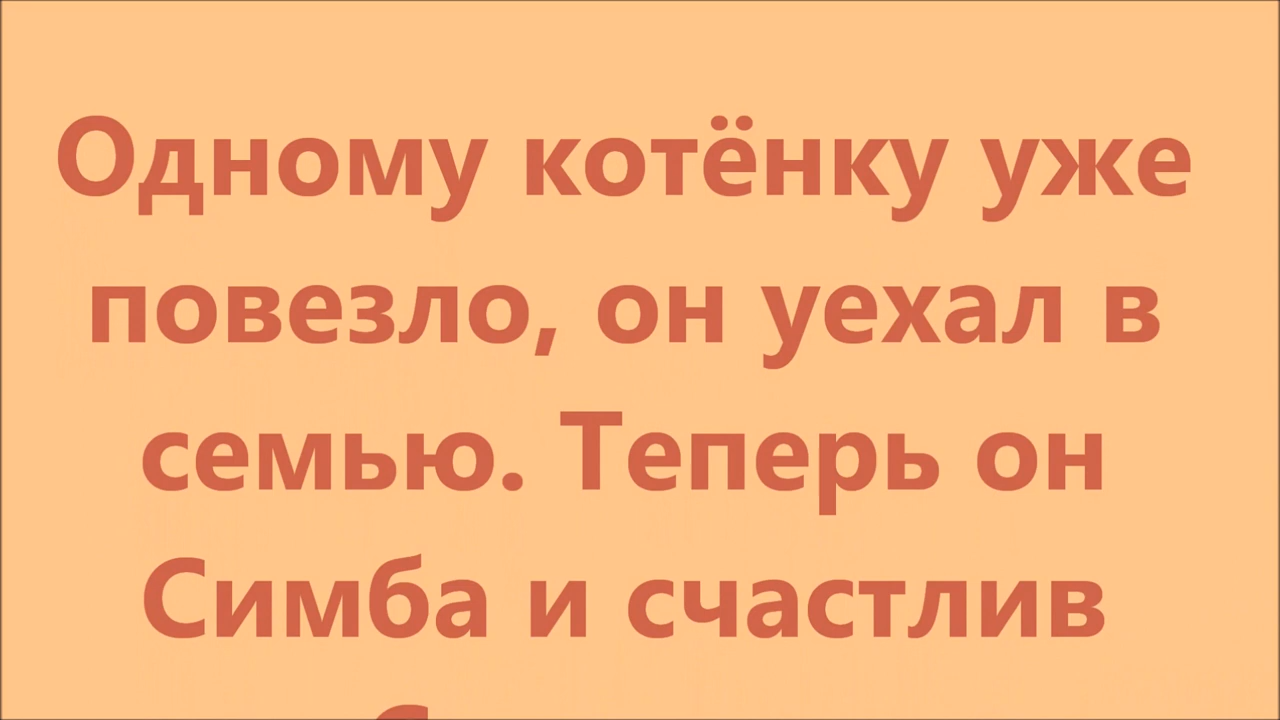 Одному котёнку уже
повезло, он уехал в
семью. Теперь он
Симба и счастлив